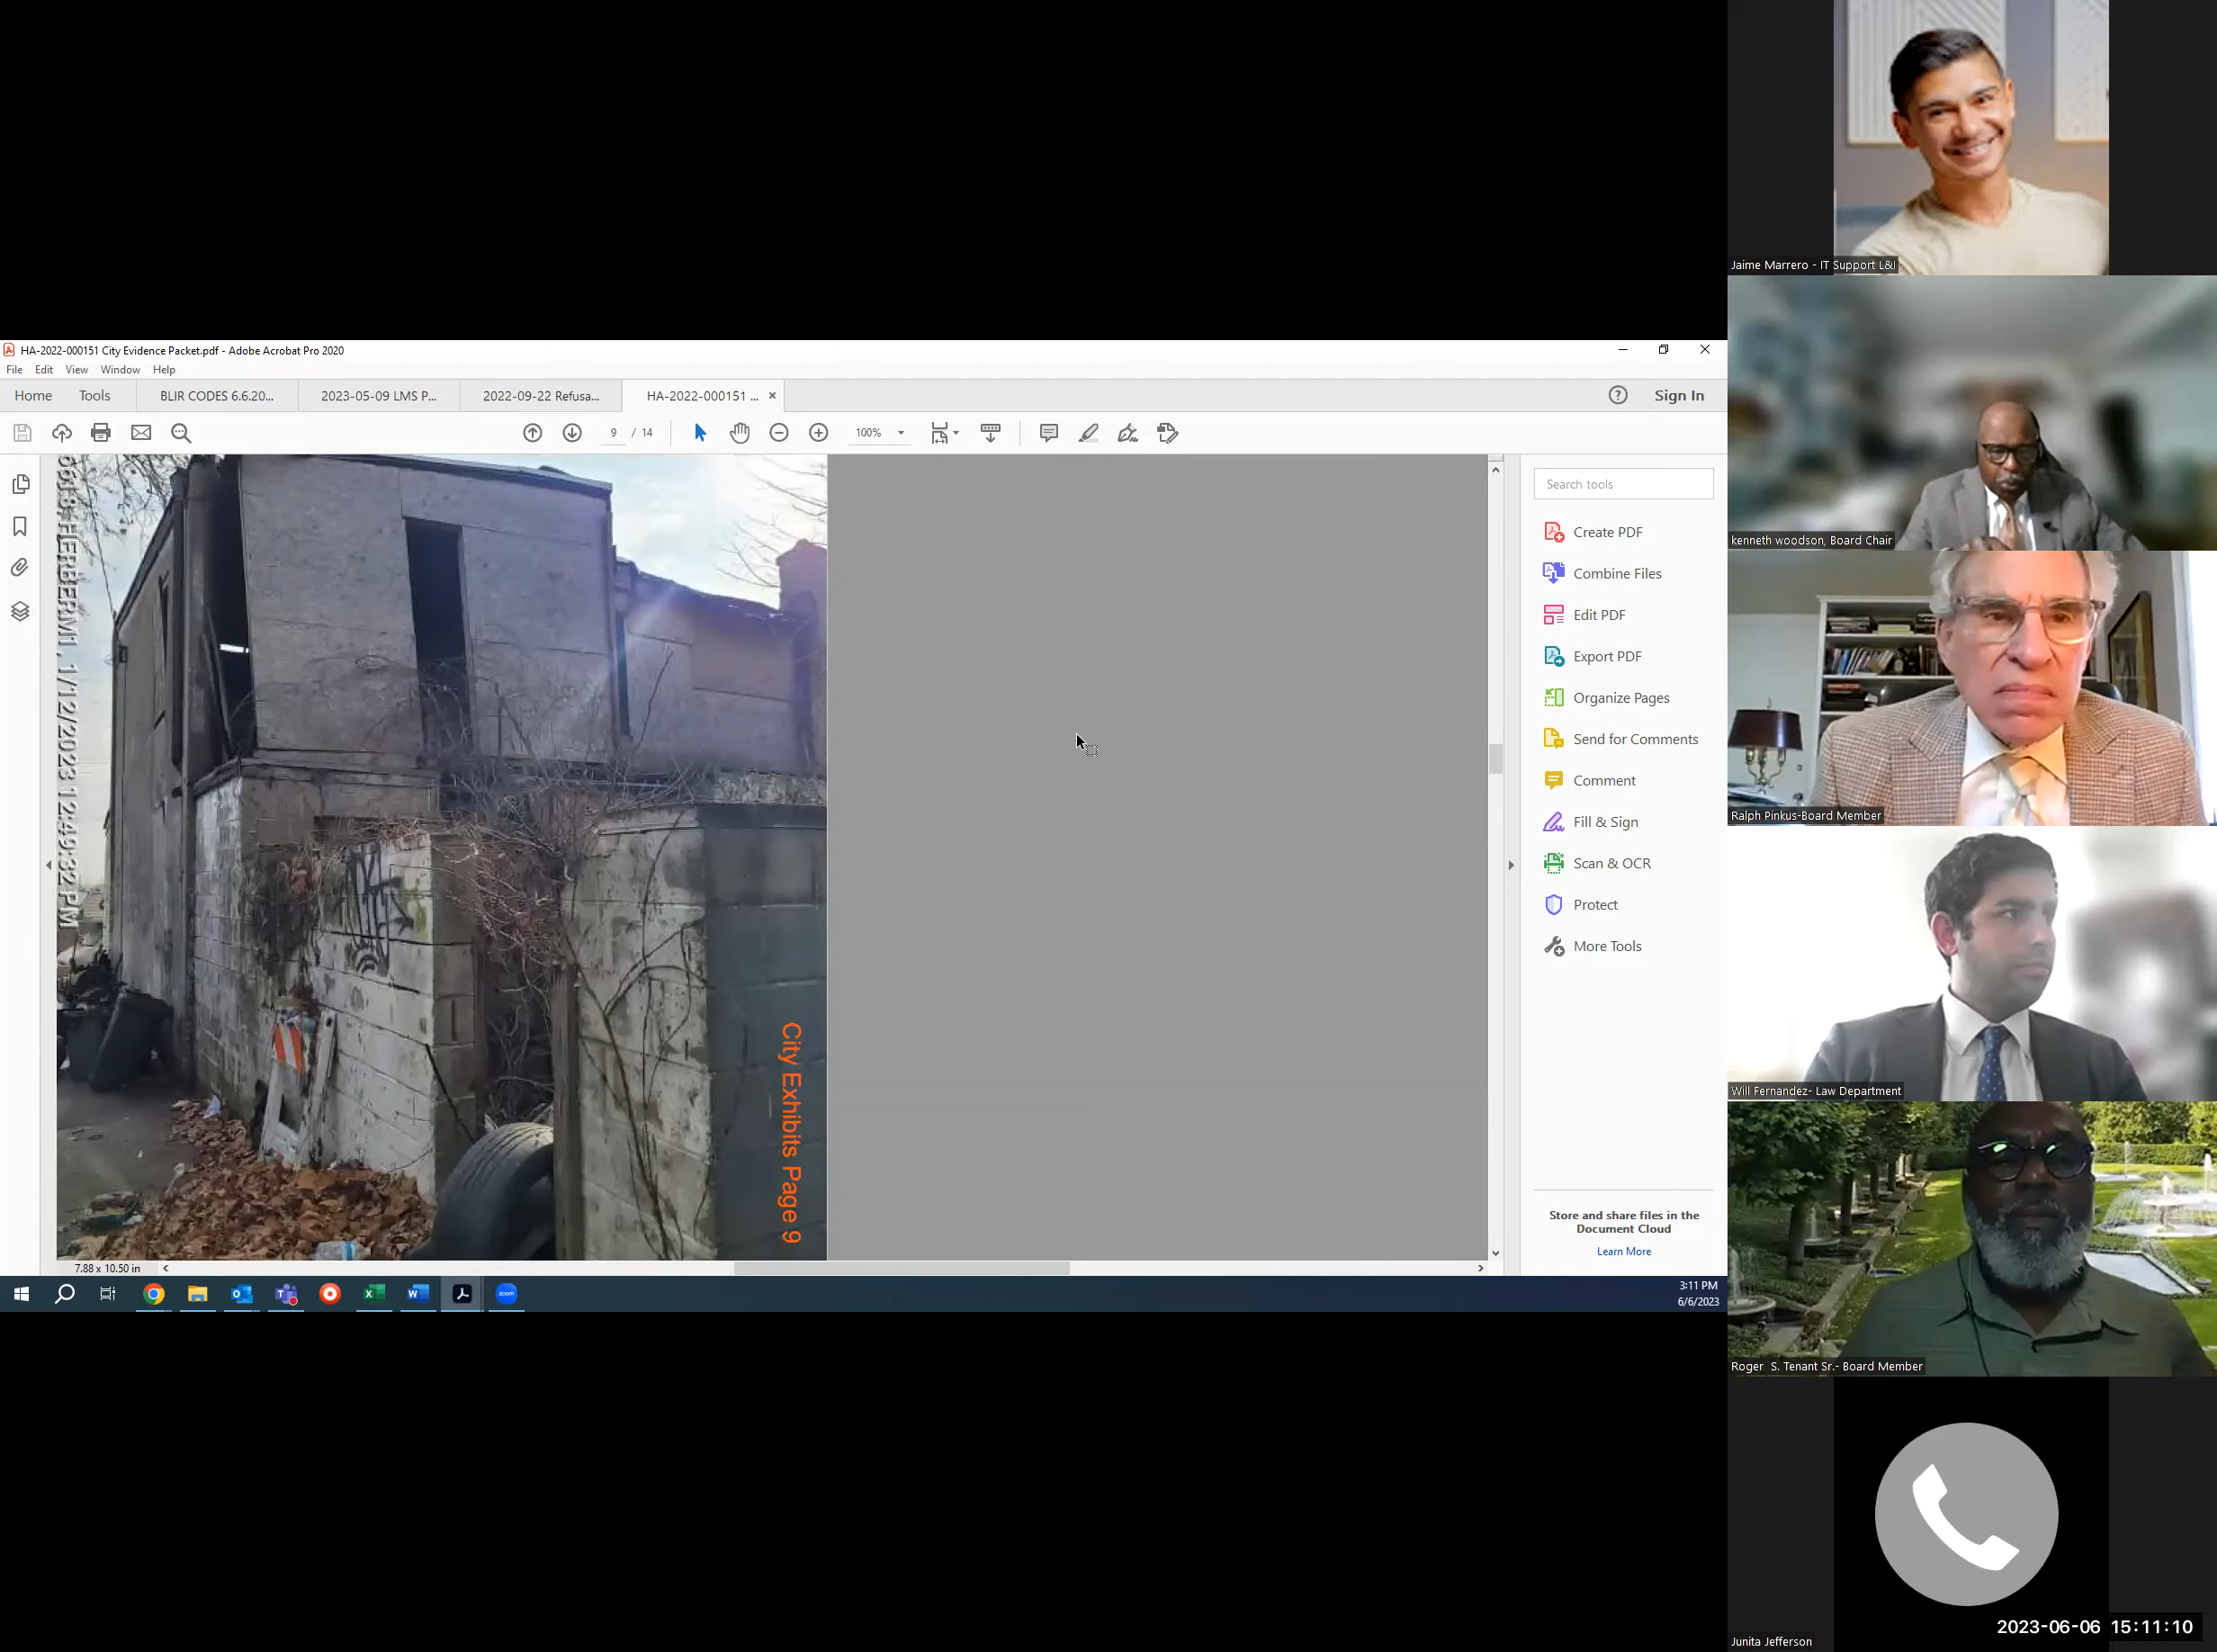 HA-2022-000151 City Evidence Packet.pdf - Adobe Acrobat Pro 2020
File Edit View Window Help
Home Tools BLIR CODES 6.6.20... 2023-05-09 LMS P... 2022-09-22 Refusa... HA-2022-000151 ... × ? Sign In
9 / 14 100%
1/12/2023 12:49:32 PM
City Exhibits Page 9
7.88 x 10.50 in
Search tools
Create PDF
Combine Files
Edit PDF
Export PDF
Organize Pages
Send for Comments
Comment
Fill & Sign
Scan & OCR
Protect
More Tools
Store and share files in the
Document Cloud
Learn More
zoom
3:11 PM
6/6/2023
Jaime Marrero - IT Support L&I
kenneth woodson, Board Chair
Ralph Pinkus-Board Member
Will Fernandez- Law Department
Roger S. Tenant Sr.- Board Member
Junita Jefferson
2023-06-06 15:11:10